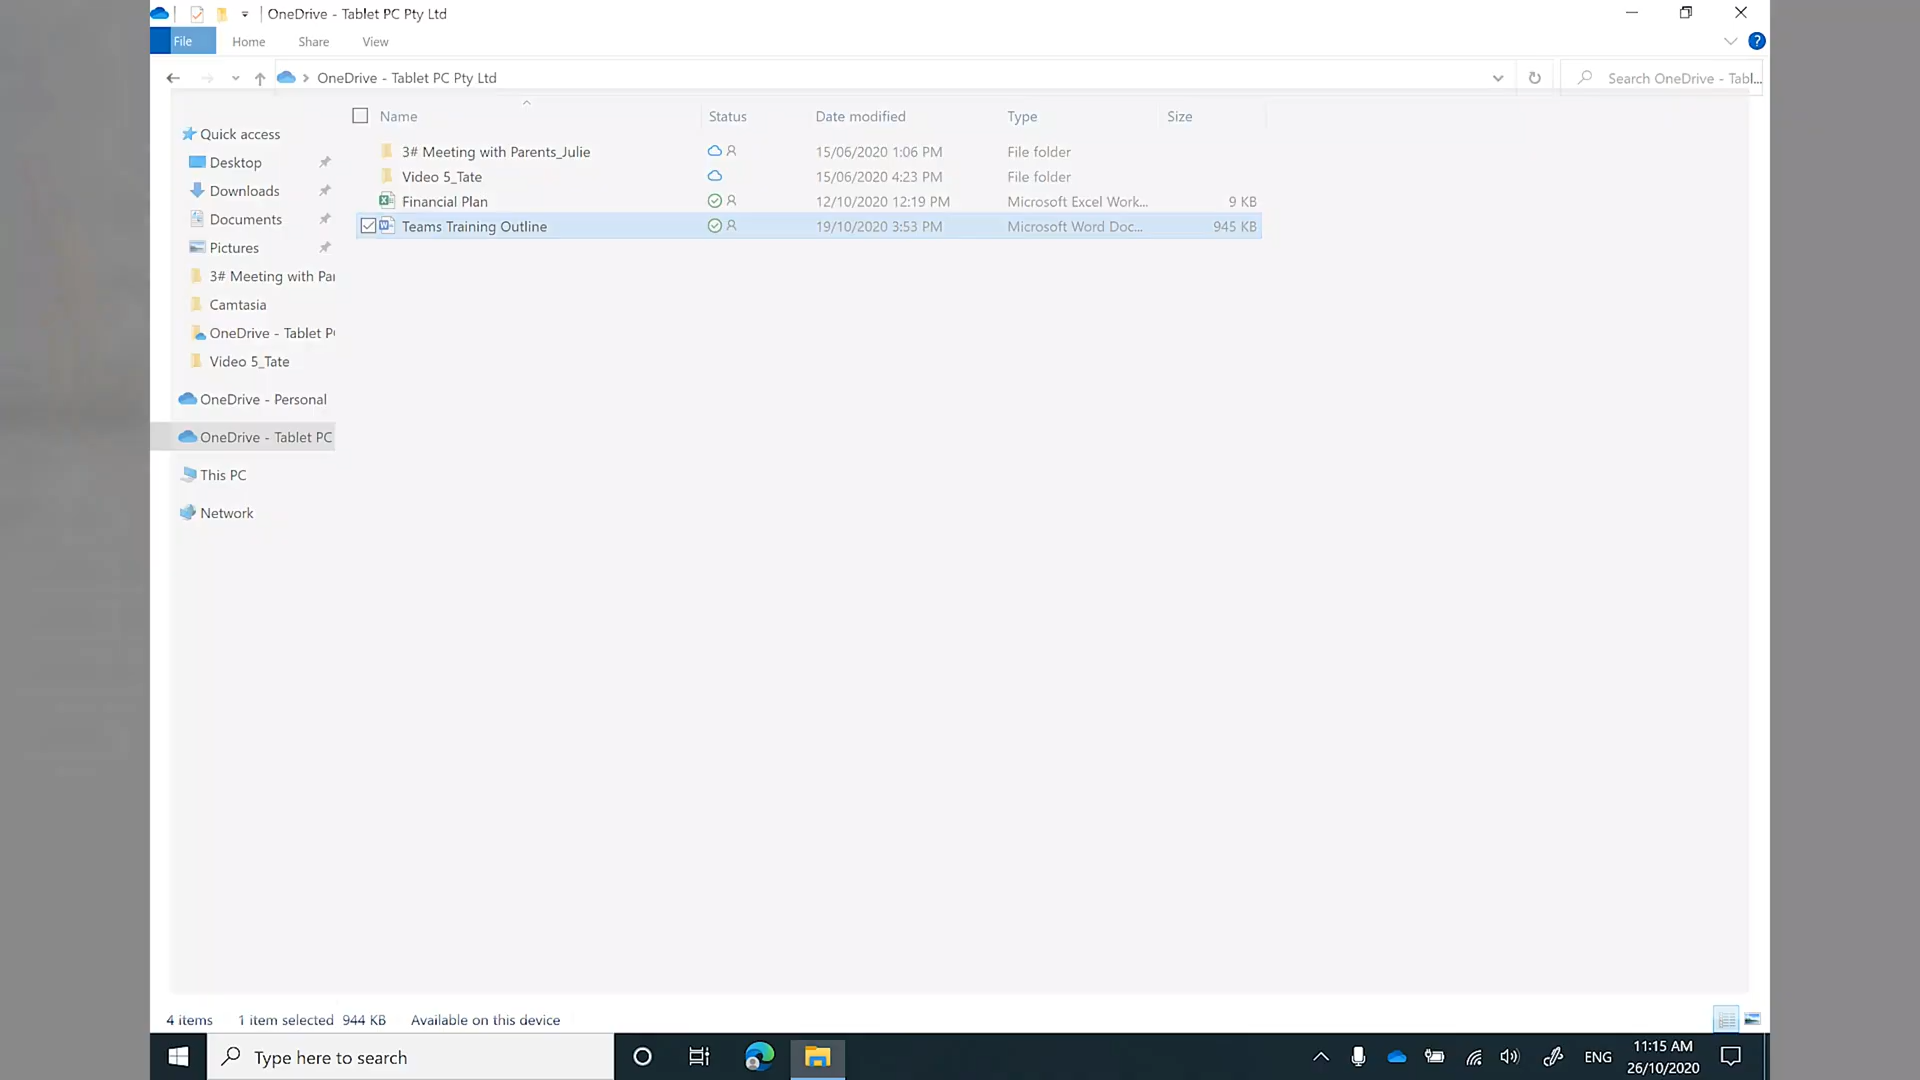 OneDrive - Tablet PC Pty Ltd
File Home Share View
OneDrive - Tablet PC Pty Ltd Search OneDrive - Tabl...
Name Status Date modified Type Size
3# Meeting with Parents_Julie 15/06/2020 1:06 PM File folder
Video 5_Tate 15/06/2020 4:23 PM File folder
Financial Plan 12/10/2020 12:19 PM Microsoft Excel Work... 9 KB
Teams Training Outline 19/10/2020 3:53 PM Microsoft Word Doc... 945 KB
Quick access
Desktop
Downloads
Documents
Pictures
3# Meeting with Par
Camtasia
OneDrive - Tablet P
Video 5_Tate
OneDrive - Personal
OneDrive - Tablet PC
This PC
Network
4 items 1 item selected 944 KB Available on this device
Type here to search ENG 11:15 AM
26/10/2020